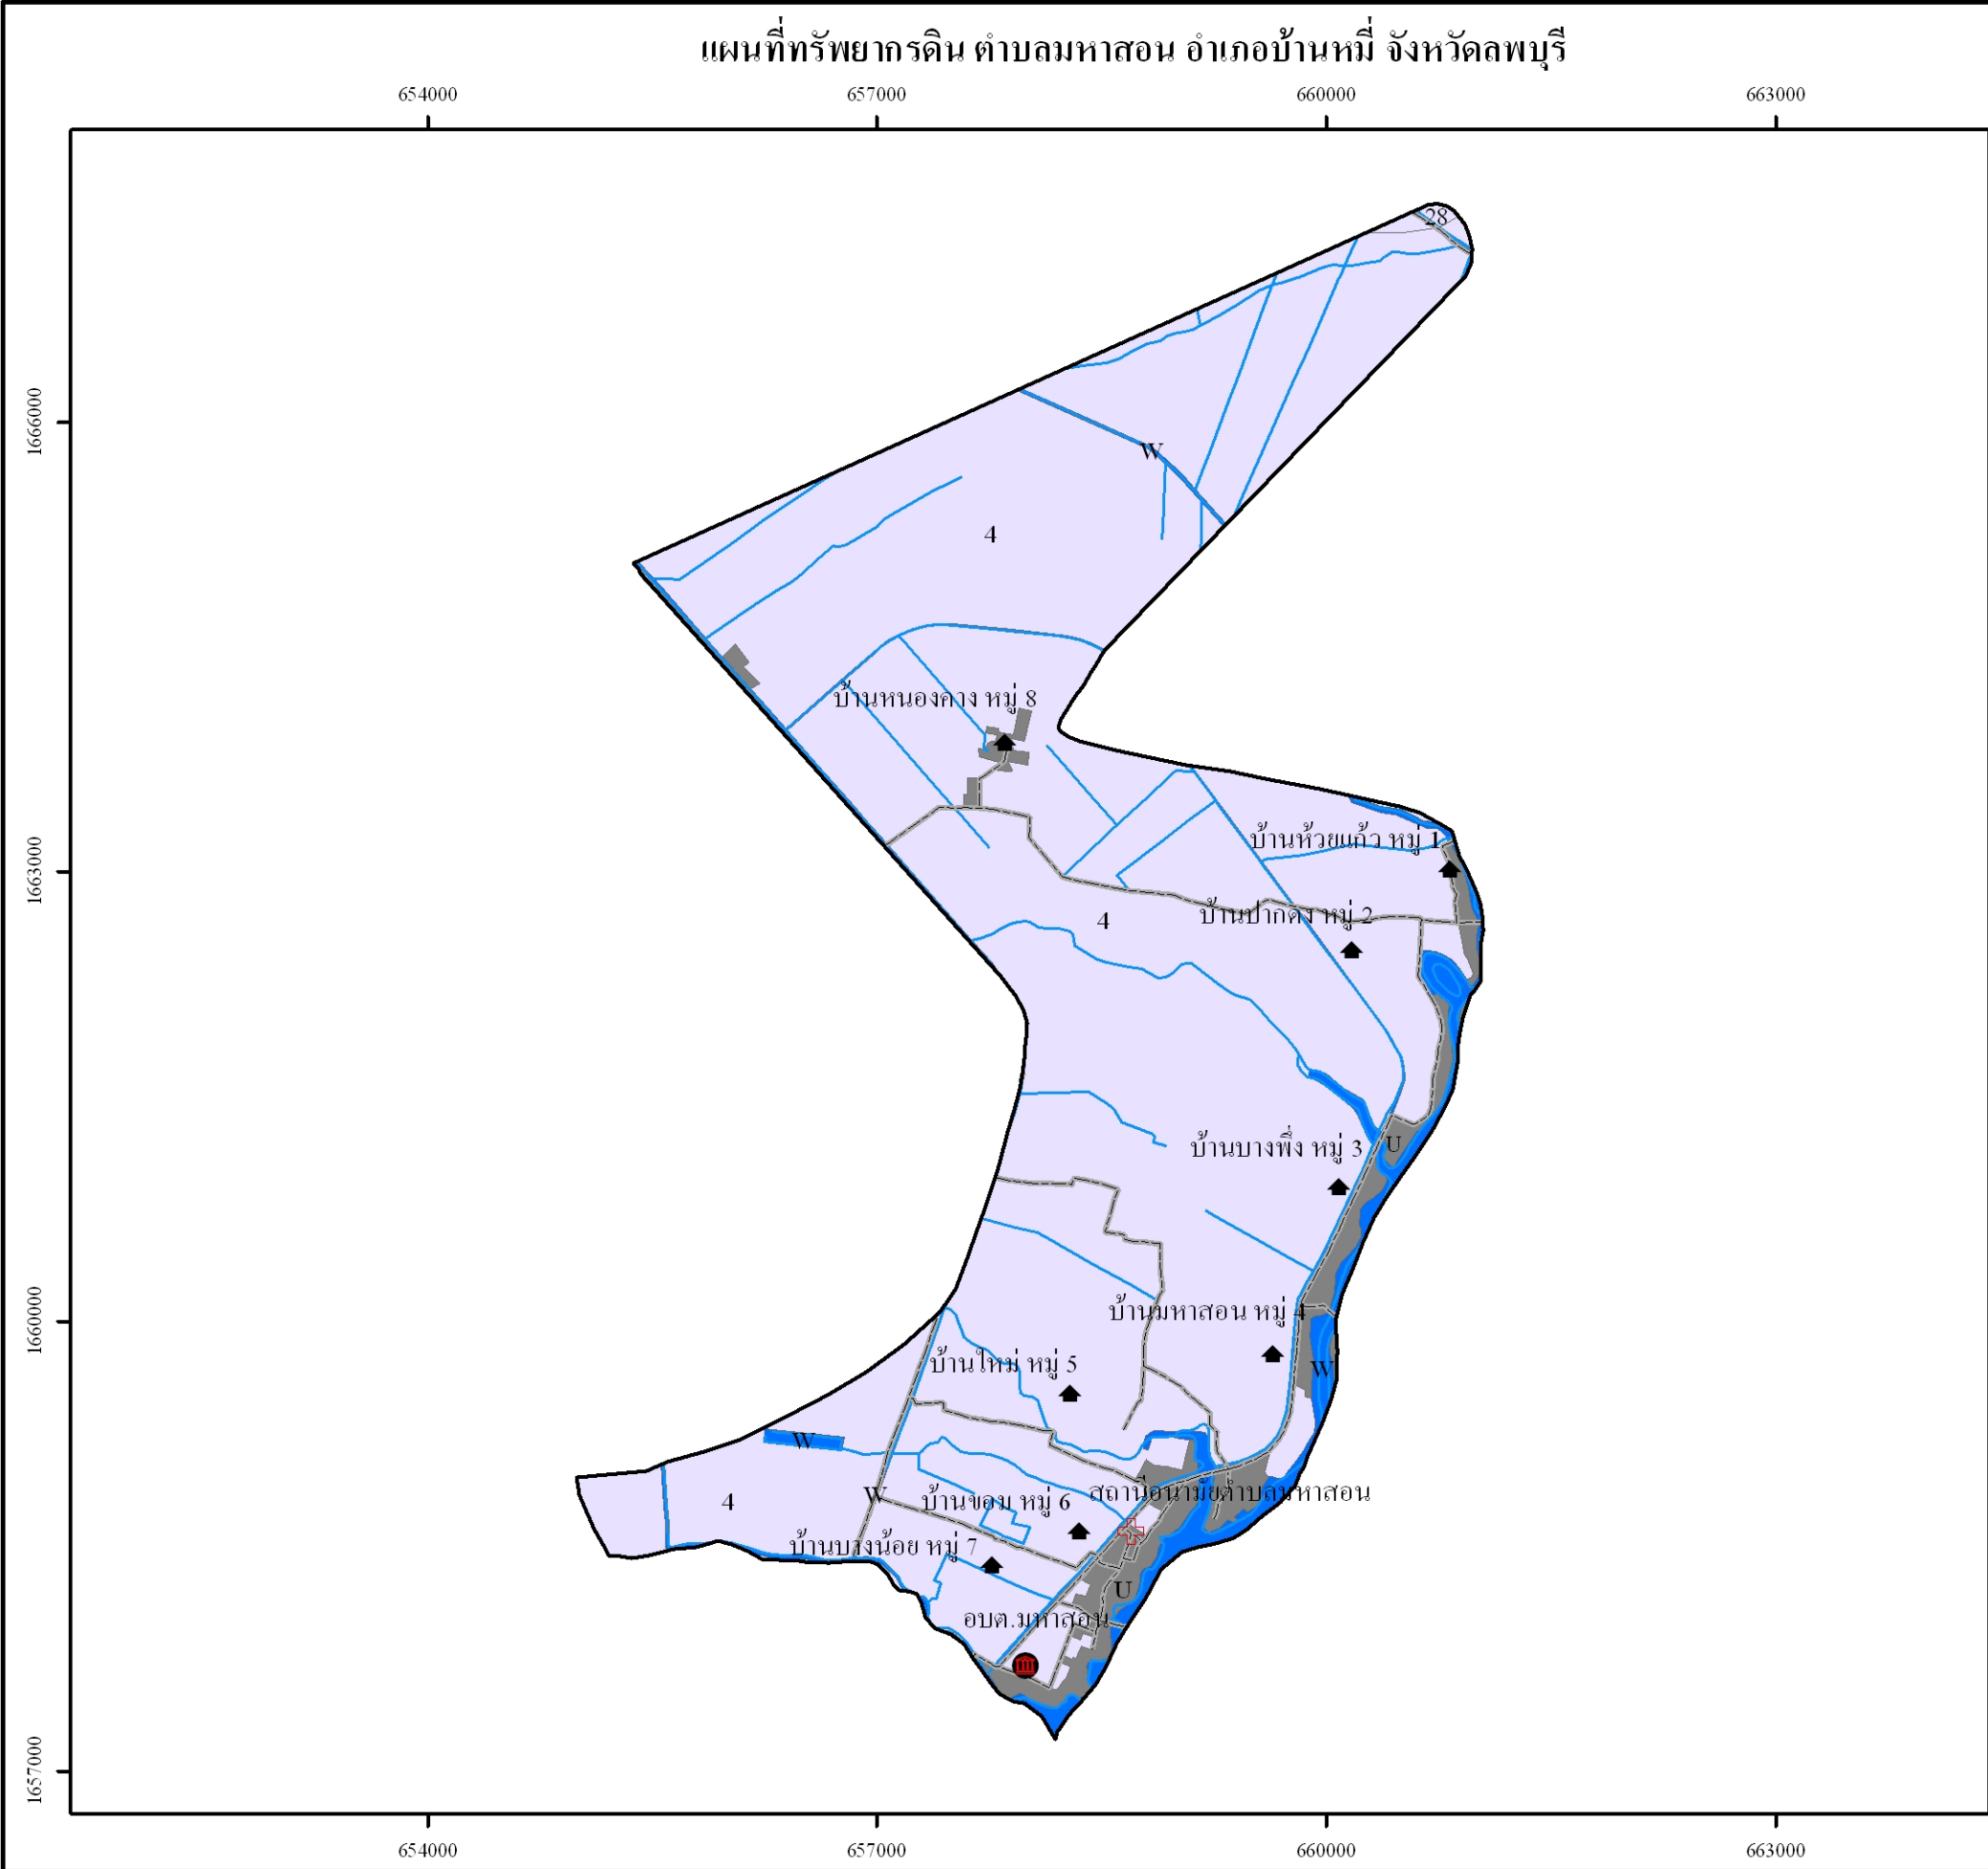 แผนที่ทรัพยากรดิน ตำบลมหาสอน อำเภอบ้านหมี่ จังหวัดลพบุรี
654000 657000 660000 663000
28
1666000
W
4
บ้านหนองคาง หมู่ 8
บ้านห้วยแก้ว หมู่ 1
1663000
บ้านปากดง หมู่ 2
4
U
บ้านบางพึ่ง หมู่ 3
บ้านมหาสอน หมู่ 4
1660000
บ้านใหม่ หมู่ 5
W
W
สถานีอนามัยตำบลมหาสอน
W
บ้านขอม หมู่ 6
4
บ้านบางน้อย หมู่ 7
U
อบต.มหาสอน
1657000
654000 657000 660000 663000